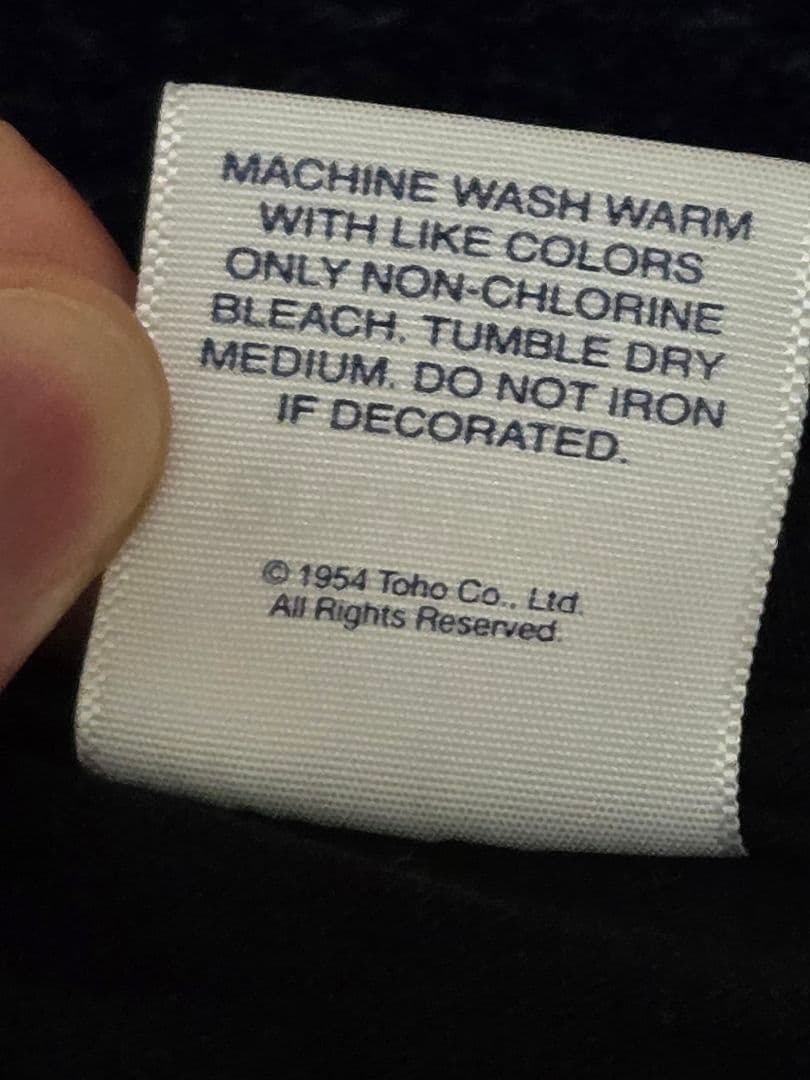 MACHINE WASH WARM
WITH LIKE COLORS
ONLY NON-CHLORINE
BLEACH. TUMBLE DRY
MEDIUM. DO NOT IRON
IF DECORATED.
© 1954 Toho Co., Ltd.
All Rights Reserved.